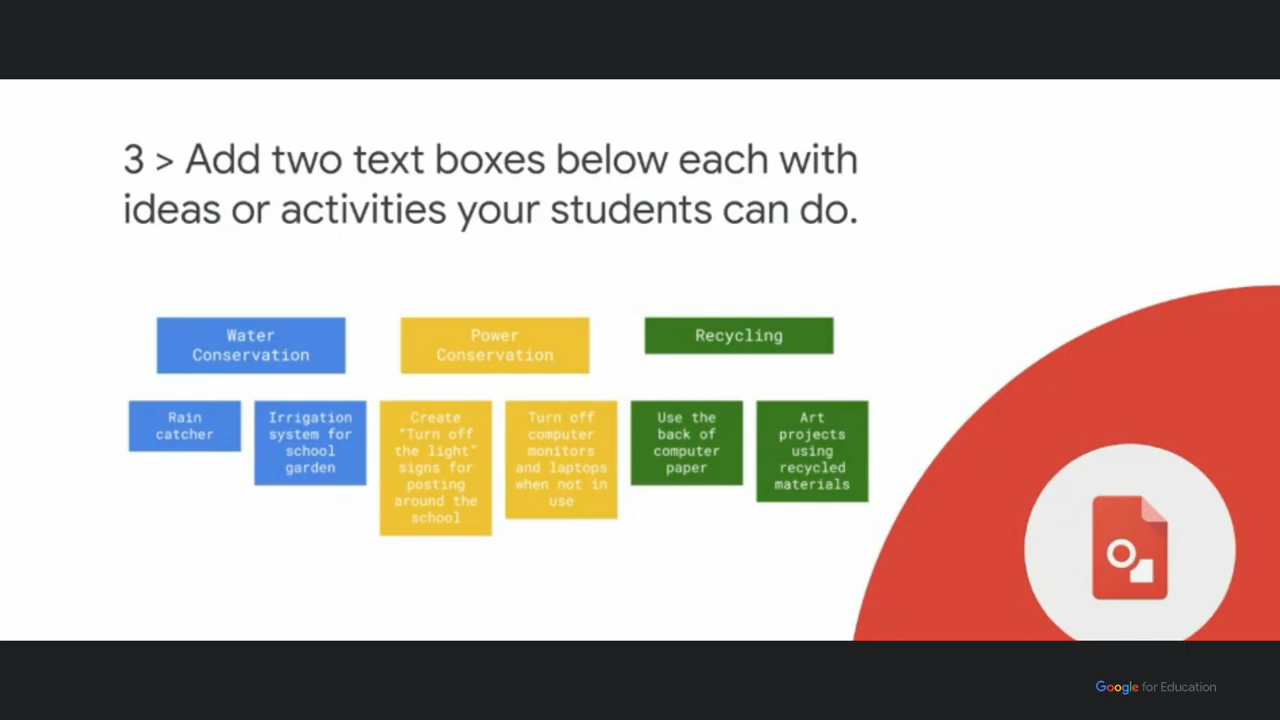 3 > Add two text boxes below each with
ideas or activities your students can do.
Water
Conservation
Power
Conservation
Recycling
Rain
catcher
Irrigation
system for
school
garden
Create
"Turn off
the light"
signs for
posting
around the
school
Turn off
computer
monitors
and laptops
when not in
use
Use the
back of
computer
paper
Art
projects
using
recycled
materials
Google for Education